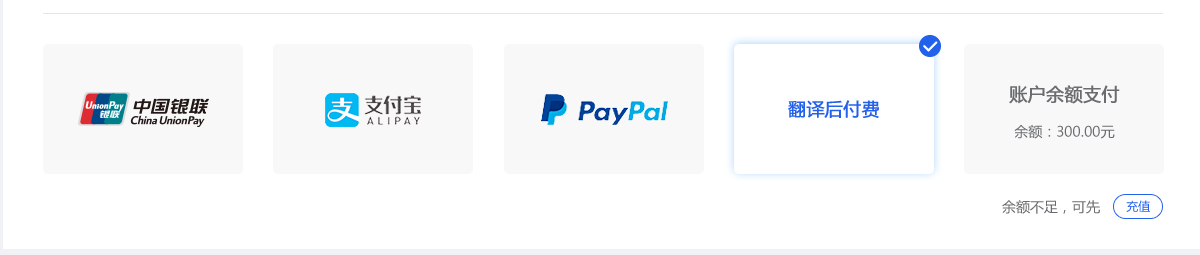 UnionPay
银联
中国银联
China UnionPay
支
支付宝
ALIPAY
PayPal
翻译后付费
账户余额支付
余额：300.00元
余额不足，可先
充值